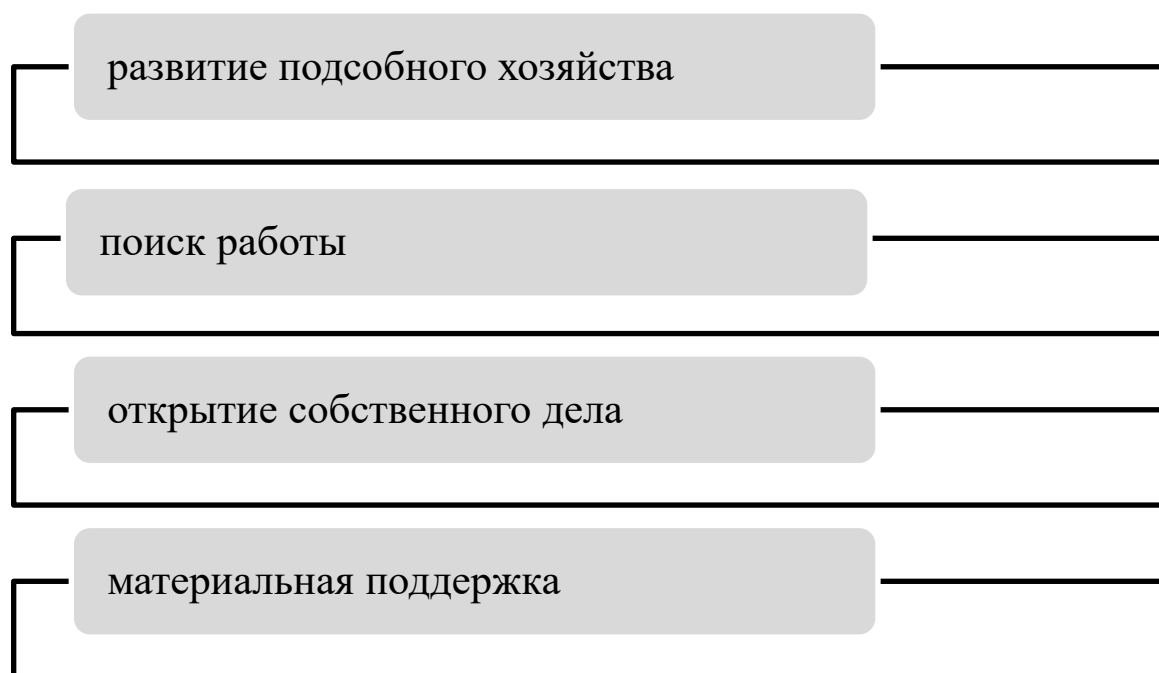 развитие подсобного хозяйства
поиск работы
открытие собственного дела
материальная поддержка